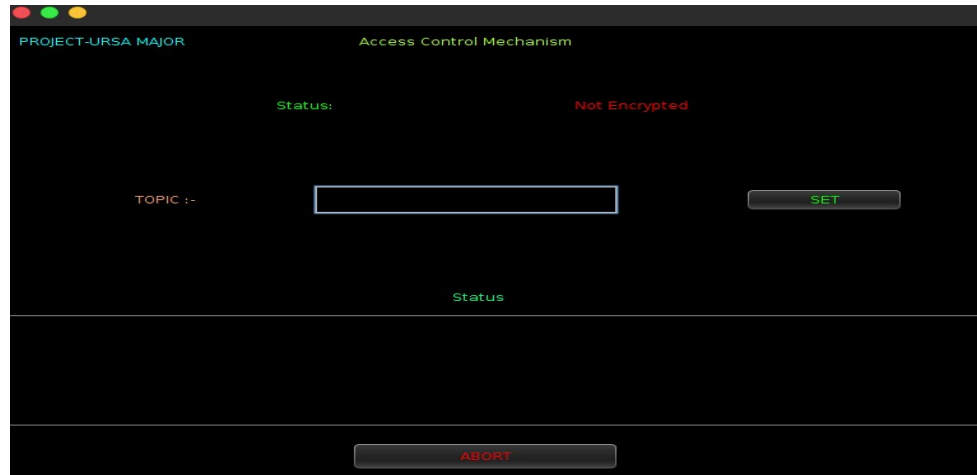 PROJECT-URSA MAJOR Access Control Mechanism
Status: Not Encrypted
TOPIC :- SET
Status
ABORT